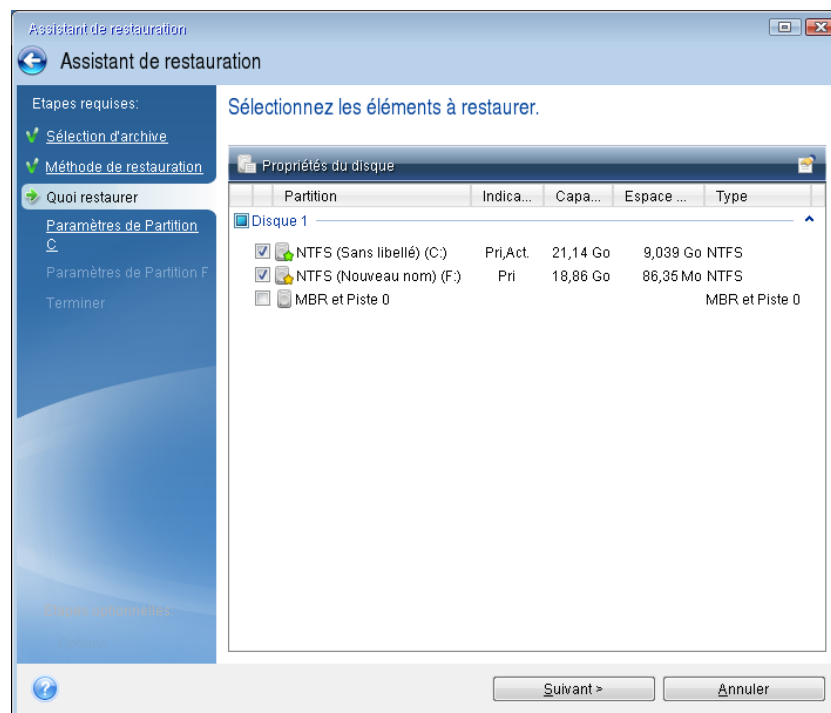 Assistant de restauration
Assistant de restauration
Etapes requises:
Sélection d'archive
Méthode de restauration
Quoi restaurer
Paramètres de Partition
C
Paramètres de Partition F
Terminer
Sélectionnez les éléments à restaurer.
Propriétés du disque
Partition Indica... Capa... Espace ... Type
Disque 1
NTFS (Sans libellé) (C:) Pri,Act. 21,14 Go 9,039 Go NTFS
NTFS (Nouveau nom) (F:) Pri 18,86 Go 86,35 Mo NTFS
MBR et Piste 0 MBR et Piste 0
Suivant >
Annuler